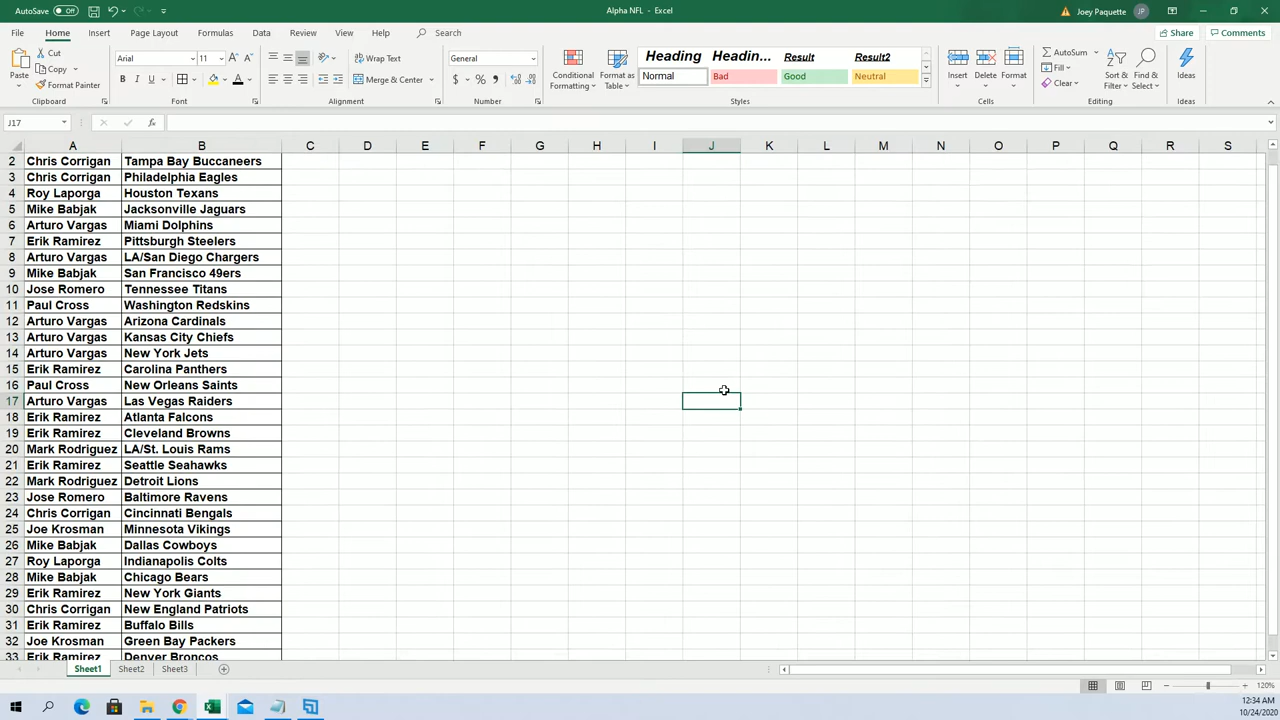 AutoSave Off Alpha NFL - Excel Joey Paquette JP
File Home Insert Page Layout Formulas Data Review View Help Search Share Comments
Cut Arial 11 Wrap Text General Heading Headin... Result Result2 AutoSum
Copy Fill
Paste Format Painter B I U Merge & Center $ % Conditional Formatting Format as Table Normal Bad Good Neutral Insert Delete Format Clear Sort & Filter Find & Select Ideas
Clipboard Font Alignment Number Styles Cells Editing Ideas
J17 fx
A B C D E F G H I J K L M N O P Q R S
2 Chris Corrigan Tampa Bay Buccaneers
3 Chris Corrigan Philadelphia Eagles
4 Roy Laporga Houston Texans
5 Mike Babjak Jacksonville Jaguars
6 Arturo Vargas Miami Dolphins
7 Erik Ramirez Pittsburgh Steelers
8 Arturo Vargas LA/San Diego Chargers
9 Mike Babjak San Francisco 49ers
10 Jose Romero Tennessee Titans
11 Paul Cross Washington Redskins
12 Arturo Vargas Arizona Cardinals
13 Arturo Vargas Kansas City Chiefs
14 Arturo Vargas New York Jets
15 Erik Ramirez Carolina Panthers
16 Paul Cross New Orleans Saints
17 Arturo Vargas Las Vegas Raiders
18 Erik Ramirez Atlanta Falcons
19 Erik Ramirez Cleveland Browns
20 Mark Rodriguez LA/St. Louis Rams
21 Erik Ramirez Seattle Seahawks
22 Mark Rodriguez Detroit Lions
23 Jose Romero Baltimore Ravens
24 Chris Corrigan Cincinnati Bengals
25 Joe Krosman Minnesota Vikings
26 Mike Babjak Dallas Cowboys
27 Roy Laporga Indianapolis Colts
28 Mike Babjak Chicago Bears
29 Erik Ramirez New York Giants
30 Chris Corrigan New England Patriots
31 Erik Ramirez Buffalo Bills
32 Joe Krosman Green Bay Packers
33 Erik Ramirez Denver Broncos
Sheet1 Sheet2 Sheet3
120%
12:34 AM
10/24/2020